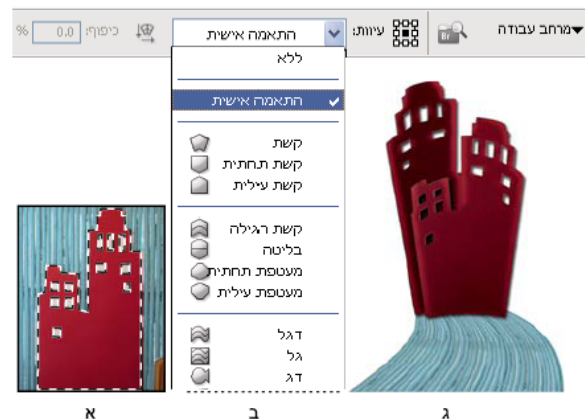 מרחב עבודה
Br
עיוות:
התאמה אישית
כיפוף: 0.0 %
ללא
התאמה אישית
קשת
קשת תחתית
קשת עילית
קשת רגילה
בליטה
מעטפת תחתית
מעטפת עילית
דגל
גל
דג
א
ב
ג